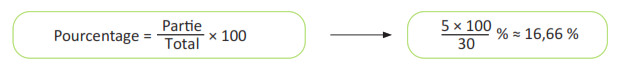 Pourcentage = Partie / Total × 100
5 × 100 / 30 % ≈ 16,66 %